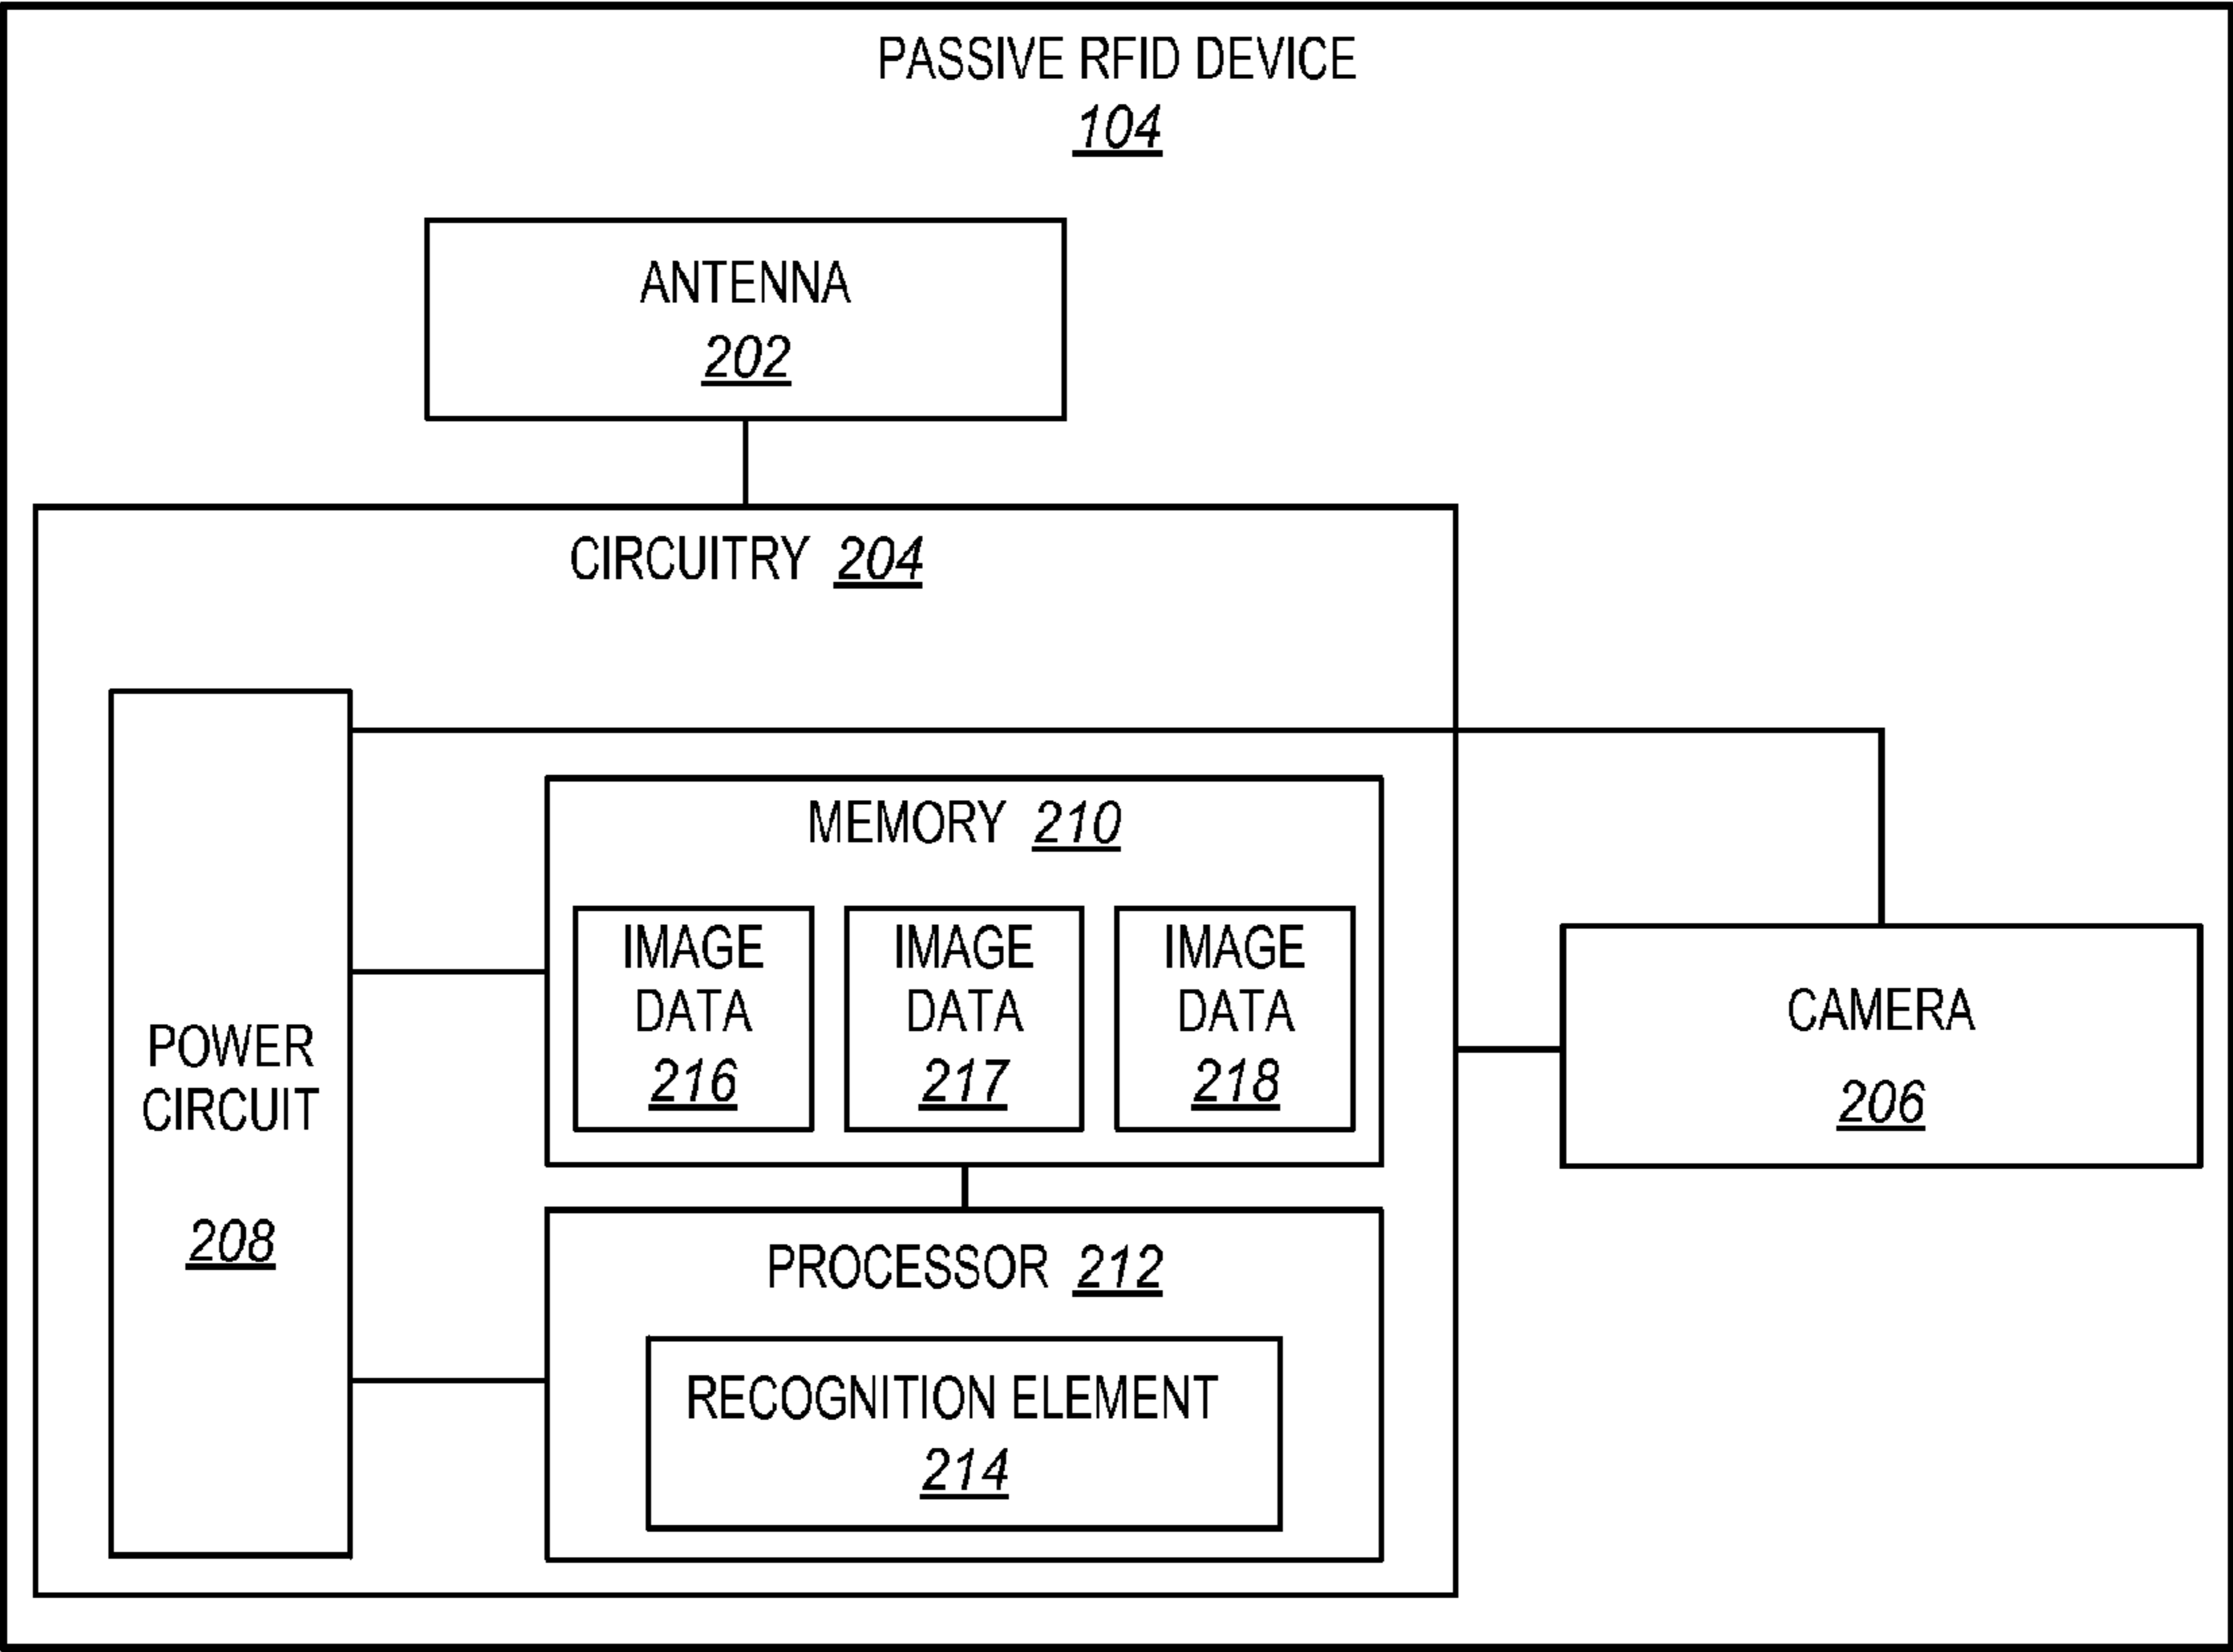 PASSIVE RFID DEVICE
104
ANTENNA
202
CIRCUITRY 204
MEMORY 210
IMAGE
DATA
216
IMAGE
DATA
217
IMAGE
DATA
218
CAMERA
206
POWER
CIRCUIT
208
PROCESSOR 212
RECOGNITION ELEMENT
214